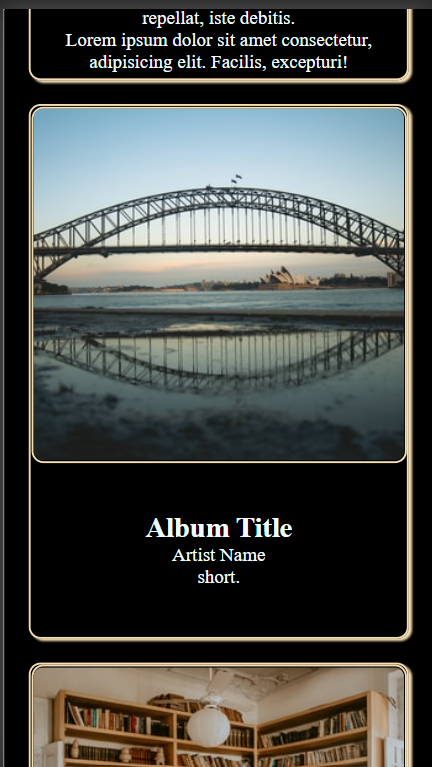 repellat, iste debitis.
Lorem ipsum dolor sit amet consectetur,
adipisicing elit. Facilis, excepturi!
Album Title
Artist Name
short.